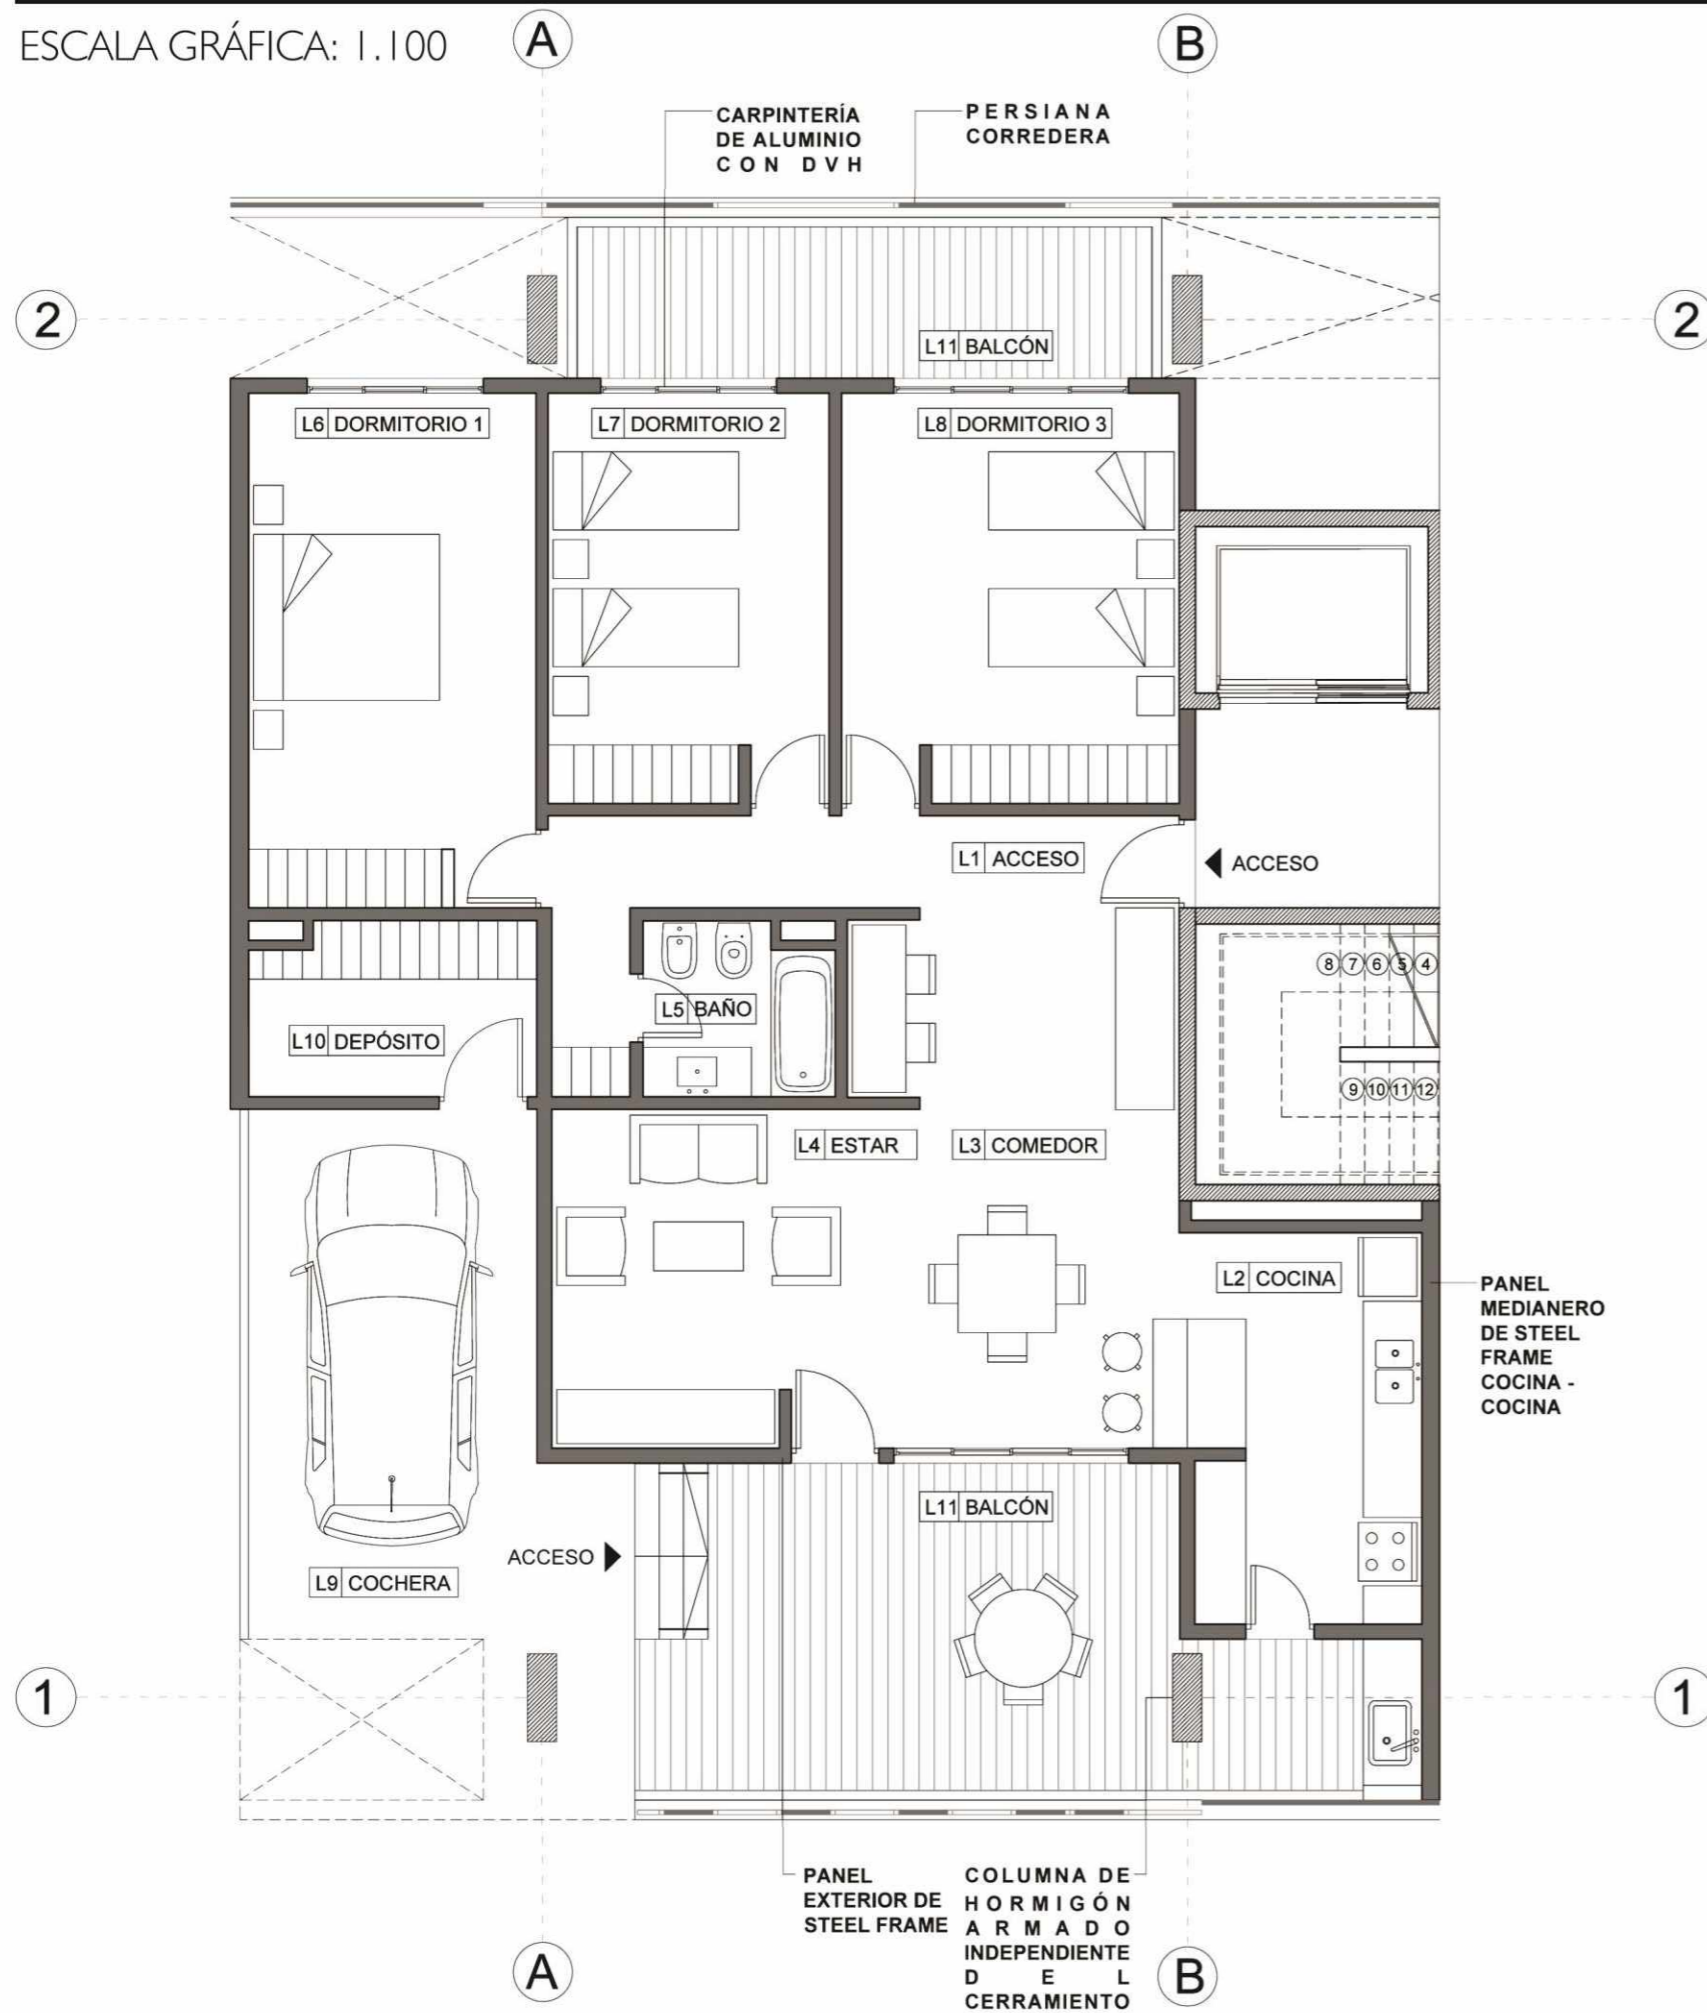 ESCALA GRÁFICA: 1.100
A
B
CARPINTERÍA
DE ALUMINIO
CON DVH
PERSIANA
CORREDERA
2
2
L11 BALCÓN
L6 DORMITORIO 1
L7 DORMITORIO 2
L8 DORMITORIO 3
L1 ACCESO
ACCESO
8 7 6 5 4
L5 BAÑO
L10 DEPÓSITO
9 10 11 12
L4 ESTAR
L3 COMEDOR
L2 COCINA
PANEL
MEDIANERO
DE STEEL
FRAME
COCINA -
COCINA
L11 BALCÓN
ACCESO
L9 COCHERA
1
1
PANEL
EXTERIOR DE
STEEL FRAME
COLUMNA DE
HORMIGÓN
ARMADO
INDEPENDIENTE
DEL
CERRAMIENTO
A
B